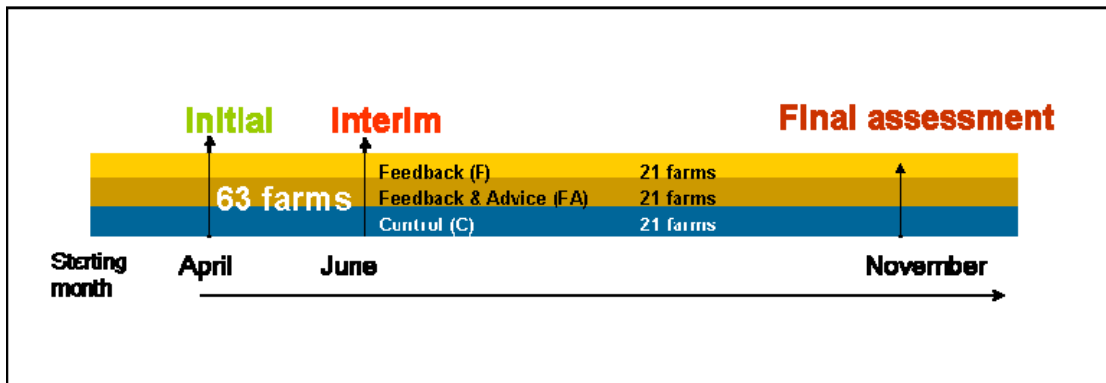 Initial
Interim
Final assessment
63 farms
Feedback (F) 21 farms
Feedback & Advice (FA) 21 farms
Control (C) 21 farms
Starting month
April
June
November